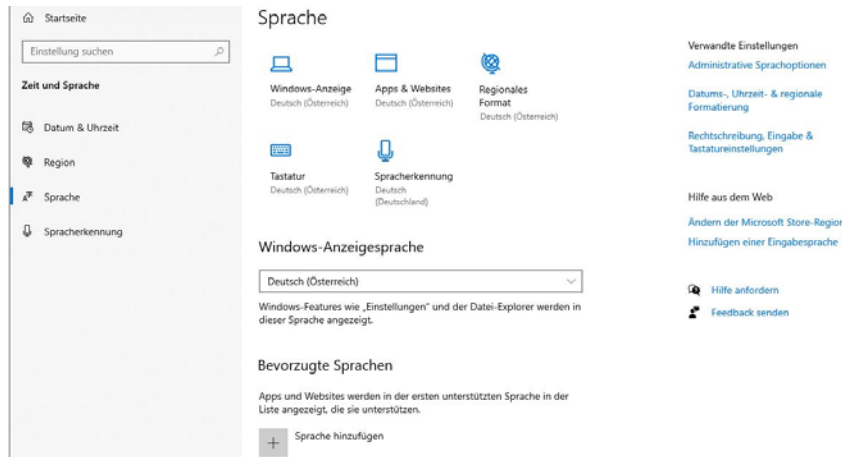 Startseite
Einstellung suchen
Zeit und Sprache
Datum & Uhrzeit
Region
Sprache
Spracherkennung
Sprache
Windows-Anzeige
Deutsch (Österreich)
Apps & Websites
Deutsch (Österreich)
Regionales
Format
Deutsch (Österreich)
Tastatur
Deutsch (Österreich)
Spracherkennung
Deutsch
(Deutschland)
Windows-Anzeigesprache
Deutsch (Österreich)
Windows-Features wie „Einstellungen" und der Datei-Explorer werden in
dieser Sprache angezeigt.
Bevorzugte Sprachen
Apps und Websites werden in der ersten unterstützten Sprache in der
Liste angezeigt, die sie unterstützen.
Sprache hinzufügen
Verwandte Einstellungen
Administrative Sprachoptionen
Datums-, Uhrzeit- & regionale
Formatierung
Rechtschreibung, Eingabe &
Tastatureinstellungen
Hilfe aus dem Web
Ändern der Microsoft Store-Region
Hinzufügen einer Eingabesprache
Hilfe anfordern
Feedback senden